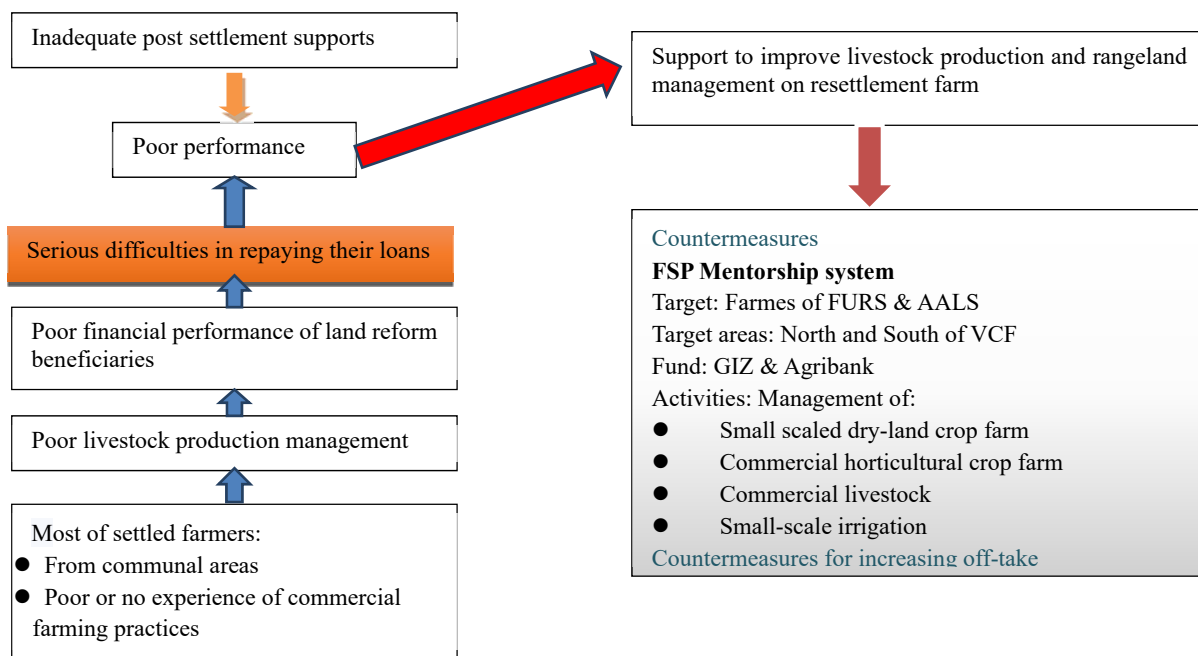 Inadequate post settlement supports
Poor performance
Serious difficulties in repaying their loans
Poor financial performance of land reform
beneficiaries
Poor livestock production management
Most of settled farmers:
● From communal areas
● Poor or no experience of commercial
farming practices
Support to improve livestock production and rangeland
management on resettlement farm
Countermeasures
FSP Mentorship system
Target: Farmes of FURS & AALS
Target areas: North and South of VCF
Fund: GIZ & Agribank
Activities: Management of:
● Small scaled dry-land crop farm
● Commercial horticultural crop farm
● Commercial livestock
● Small-scale irrigation
Countermeasures for increasing off-take